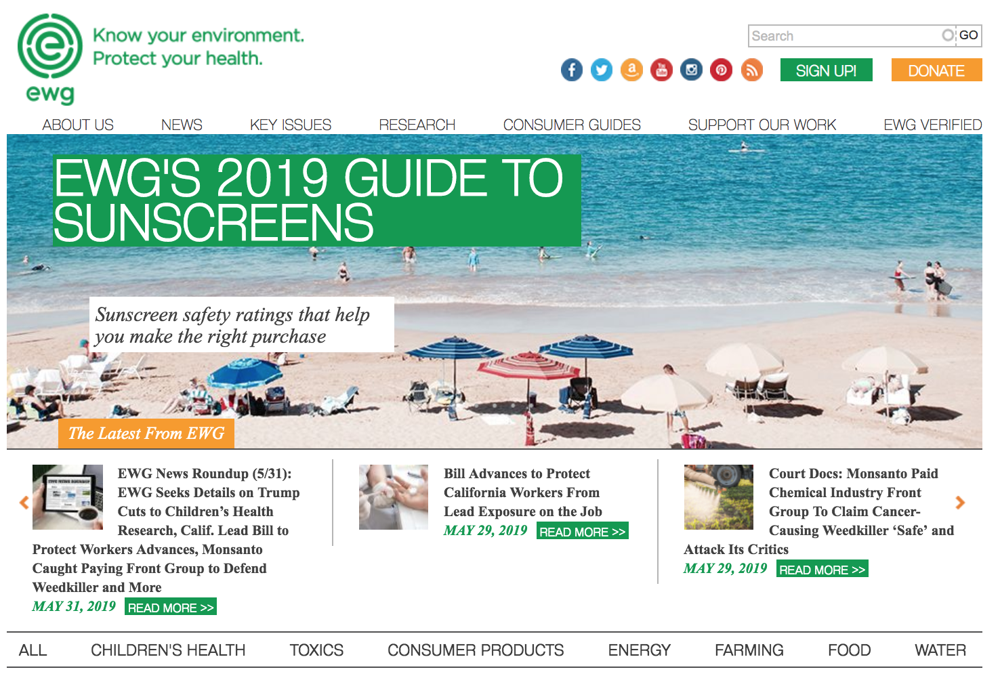 Know your environment.
Protect your health.
ewg
Search
GO
SIGN UP!
DONATE
ABOUT US
NEWS
KEY ISSUES
RESEARCH
CONSUMER GUIDES
SUPPORT OUR WORK
EWG VERIFIED
EWG'S 2019 GUIDE TO
SUNSCREENS
Sunscreen safety ratings that help
you make the right purchase
The Latest From EWG
EWG News Roundup (5/31):
EWG Seeks Details on Trump
Cuts to Children’s Health
Research, Calif. Lead Bill to
Protect Workers Advances, Monsanto
Caught Paying Front Group to Defend
Weedkiller and More
MAY 31, 2019 READ MORE >>
Bill Advances to Protect
California Workers From
Lead Exposure on the Job
MAY 29, 2019 READ MORE >>
Court Docs: Monsanto Paid
Chemical Industry Front
Group To Claim Cancer-
Causing Weedkiller ‘Safe’ and
Attack Its Critics
MAY 29, 2019 READ MORE >>
ALL
CHILDREN'S HEALTH
TOXICS
CONSUMER PRODUCTS
ENERGY
FARMING
FOOD
WATER